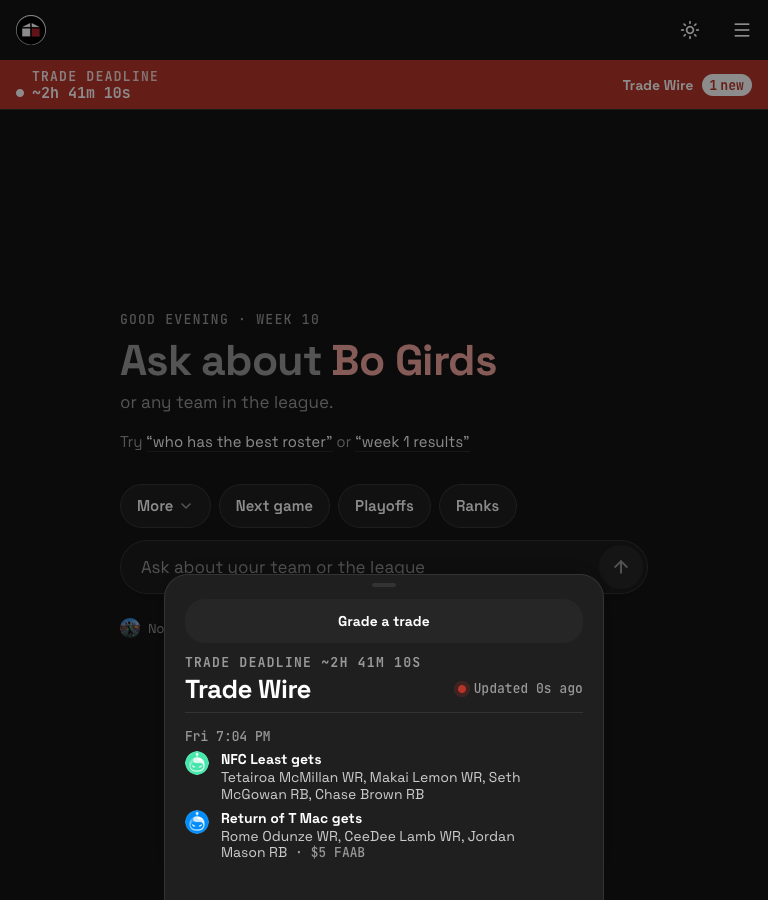 TRADE DEADLINE
~2h 41m 10s
Trade Wire 1 new
GOOD EVENING · WEEK 10
Ask about Bo Girds
or any team in the league.
Try “who has the best roster” or “week 1 results”
More Next game Playoffs Ranks
Ask about your team or the league
No
Grade a trade
TRADE DEADLINE ~2H 41M 10S
Trade Wire
Updated 0s ago
Fri 7:04 PM
NFC Least gets
Tetairoa McMillan WR, Makai Lemon WR, Seth
McGowan RB, Chase Brown RB
Return of T Mac gets
Rome Odunze WR, CeeDee Lamb WR, Jordan
Mason RB · $5 FAAB